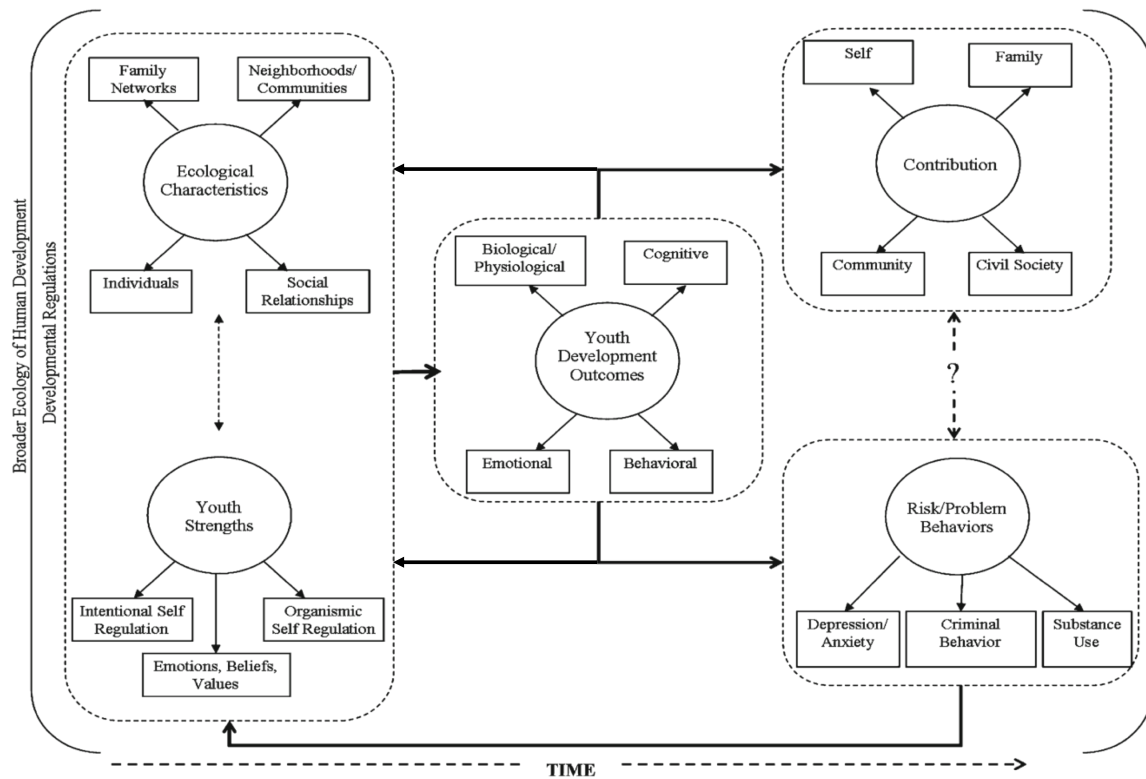 Broader Ecology of Human Development
Developmental Regulations
Family
Networks
Neighborhoods/
Communities
Ecological
Characteristics
Individuals
Social
Relationships
Youth
Strengths
Intentional Self
Regulation
Organismic
Self Regulation
Emotions, Beliefs,
Values
Biological/
Physiological
Cognitive
Youth
Development
Outcomes
Emotional
Behavioral
Self
Family
Contribution
Community
Civil Society
?
Risk/Problem
Behaviors
Depression/
Anxiety
Criminal
Behavior
Substance
Use
TIME